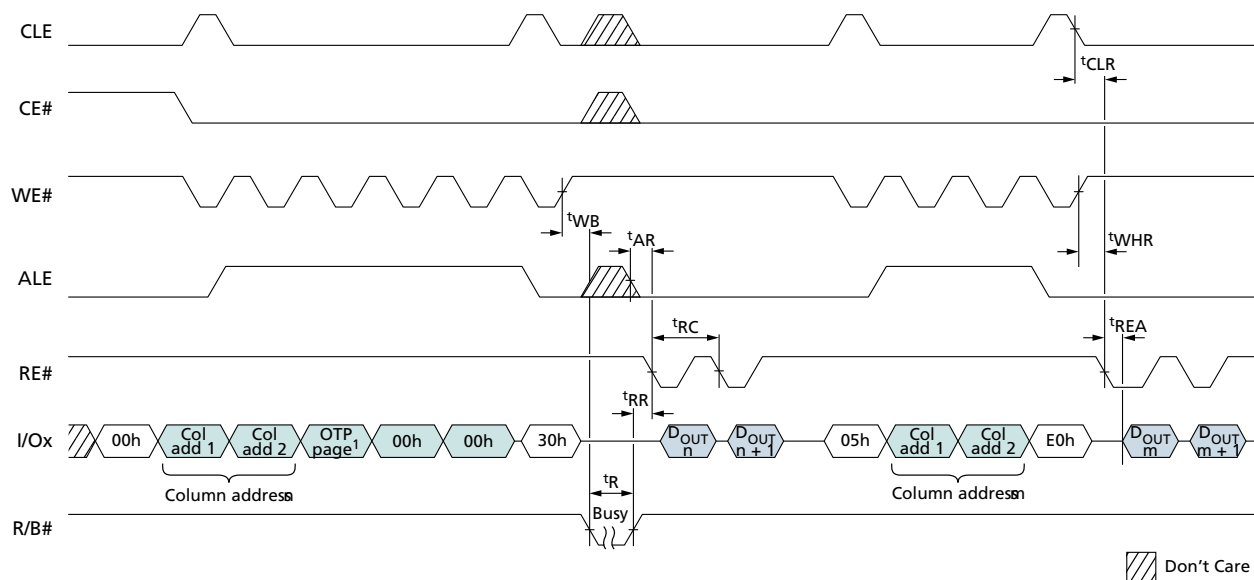 CLE
tCLR
CE#
WE#
tWB
tAR
tWHR
ALE
tRC
tREA
RE#
tRR
I/Ox
00h
Col add 1
Col add 2
OTP page1
00h
00h
30h
DOUT n
DOUT n + 1
05h
Col add 1
Col add 2
E0h
DOUT m
DOUT m + 1
Column address n
tR
Column address m
Busy
R/B#
Don't Care